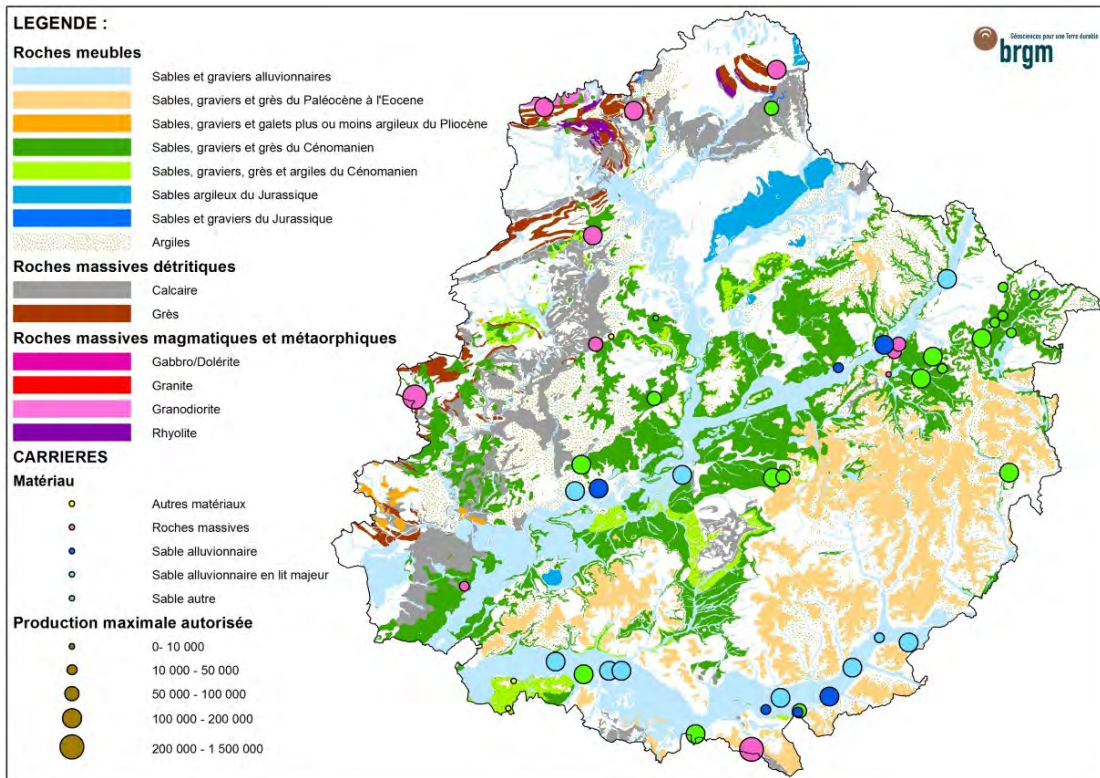 LEGENDE :
Roches meubles
Sables et graviers alluvionnaires
Sables, graviers et grès du Paléocène à l'Eocene
Sables, graviers et galets plus ou moins argileux du Pliocène
Sables, graviers et grès du Cénomanien
Sables, graviers, grès et argiles du Cénomanien
Sables argileux du Jurassique
Sables et graviers du Jurassique
Argiles
Roches massives détritiques
Calcaire
Grès
Roches massives magmatiques et métaorphiques
Gabbro/Dolérite
Granite
Granodiorite
Rhyolite
CARRIERES
Matériau
Autres matériaux
Roches massives
Sable alluvionnaire
Sable alluvionnaire en lit majeur
Sable autre
Production maximale autorisée
0- 10 000
10 000 - 50 000
50 000 - 100 000
100 000 - 200 000
200 000 - 1 500 000
Géosciences pour une Terre durable
brgm